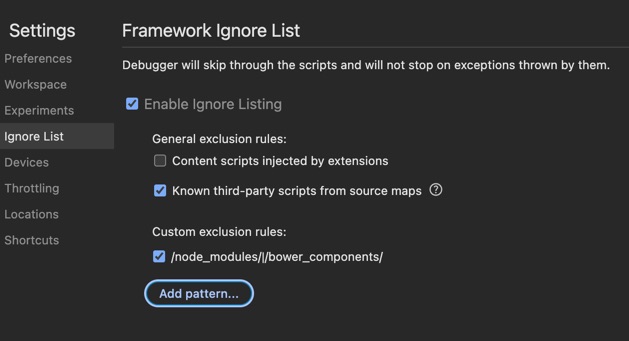 Settings
Preferences
Workspace
Experiments
Ignore List
Devices
Throttling
Locations
Shortcuts
Framework Ignore List
Debugger will skip through the scripts and will not stop on exceptions thrown by them.
Enable Ignore Listing
General exclusion rules:
Content scripts injected by extensions
Known third-party scripts from source maps ?
Custom exclusion rules:
/node_modules/|/bower_components/
Add pattern...